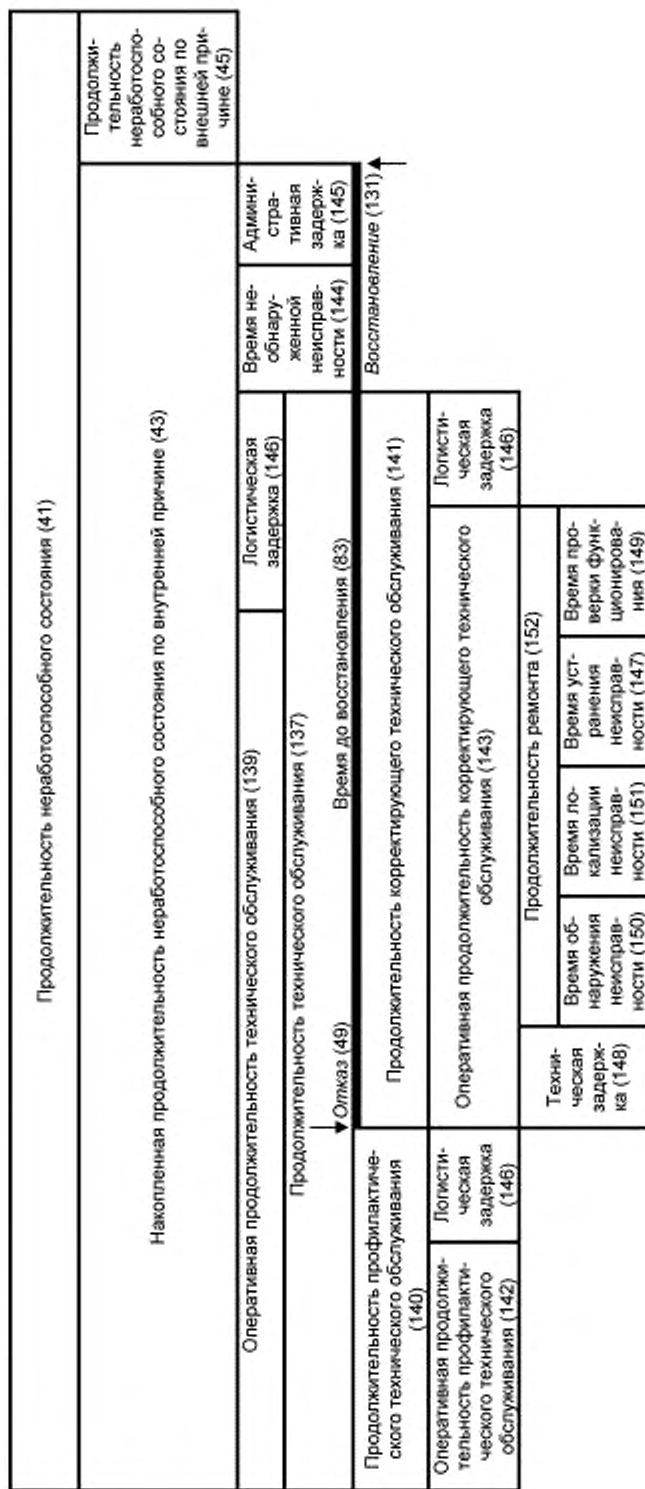 Продолжительность неработоспособного состояния (41)
Накопленная продолжительность неработоспособного состояния по внутренней причине (43)
Продолжи-
тельность
неработоспо-
собного со-
стояния по
внешней при-
чине (45)
Оперативная продолжительность технического обслуживания (139)
Логистическая
задержка (146)
Время не-
обнару-
женной
неисправ-
ности (144)
Админи-
стра-
тивная
задерж-
ка (145)
Продолжительность технического обслуживания (137)
Отказ (49)
Время до восстановления (83)
Восстановление (131)
Продолжительность профилактиче-
ского технического обслуживания
(140)
Продолжительность корректирующего технического обслуживания (141)
Оперативная продолжи-
тельность профилакти-
ческого технического
обслуживания (142)
Логисти-
ческая
задержка
(146)
Оперативная продолжительность корректирующего технического
обслуживания (143)
Логисти-
ческая
задержка
(146)
Техни-
ческая
задерж-
ка (148)
Продолжительность ремонта (152)
Время об-
наружения
неисправ-
ности (150)
Время ло-
кализации
неисправ-
ности (151)
Время уст-
ранения
неисправ-
ности (147)
Время про-
верки функ-
ционирова-
ния (149)